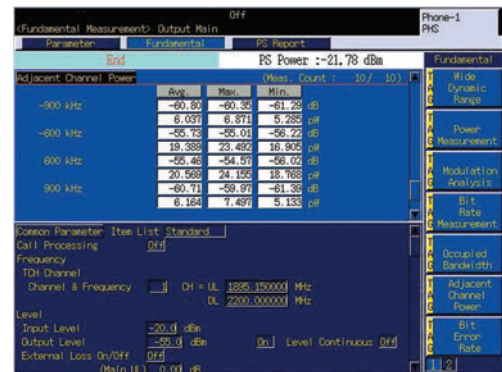 Off
<Fundamental Measurement> Output Main
Phone-1
PHS
Parameter Fundamental PS Report
End PS Power :-21.78 dBm Fundamental
Adjacent Channel Power (Meas. Count : 10/ 10)
Avg. Max. Min.
-900 kHz -60.80 -60.35 -61.29 dB
6.037 6.871 5.285 pW
-600 kHz -55.73 -55.01 -56.22 dB
19.389 23.492 16.905 pW
600 kHz -55.46 -54.57 -56.02 dB
20.569 24.155 18.768 pW
900 kHz -60.71 -59.97 -61.39 dB
6.164 7.497 5.133 pW
Common Parameter Item List Standard
Call Processing Off
Frequency
TCH Channel
Channel & Frequency 1 CH = UL 1895.150000 MHz
DL 2200.000000 MHz
Level
Input Level -20.0 dBm
Output Level -55.0 dBm On Level Continuous Off
External Loss On/Off Off
(Main UL) 0.00 dB
TAG Wide Dynamic Range
TAG Power Measurement
TAG Modulation Analysis
TAG Bit Rate Measurement
TAG Occupied Bandwidth
TAG Adjacent Channel Power
TAG Bit Error Rate
1 2